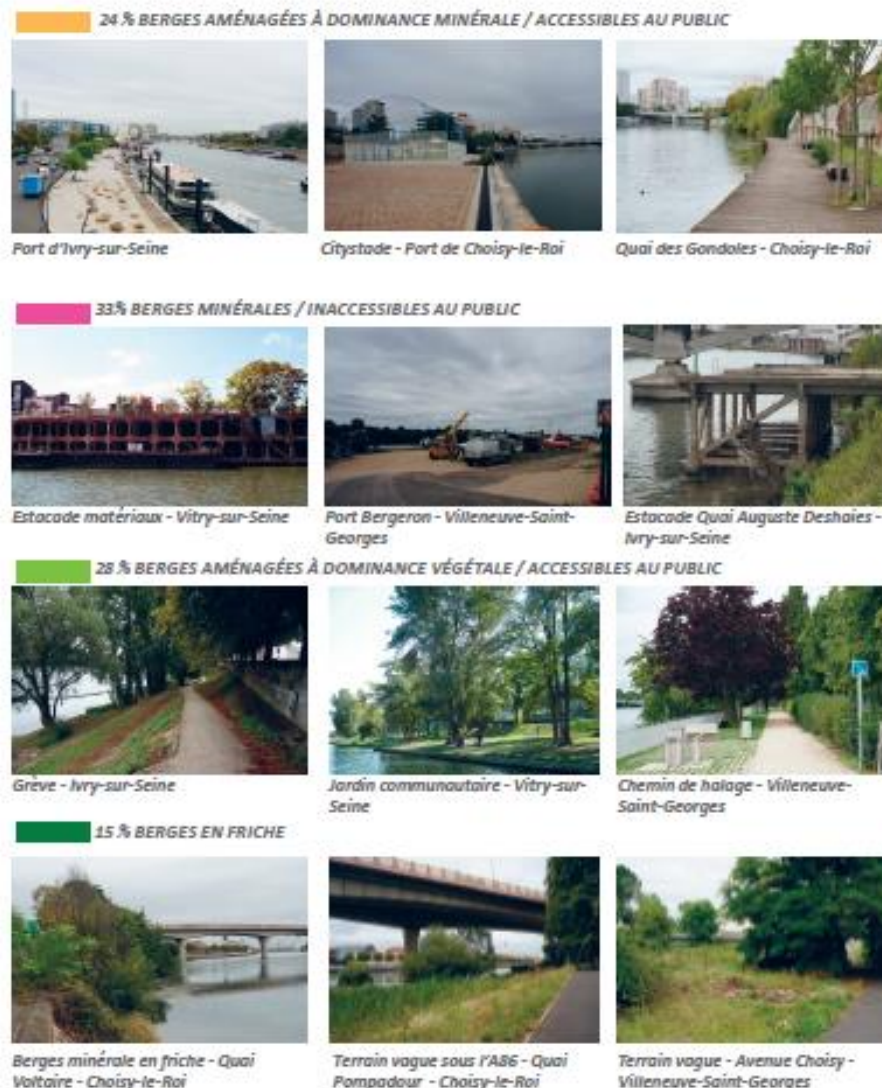 24 % BERGES AMÉNAGÉES À DOMINANCE MINÉRALE / ACCESSIBLES AU PUBLIC
Port d'Ivry-sur-Seine
Citystade - Port de Choisy-le-Roi
Quai des Gondoles - Choisy-le-Roi
33% BERGES MINÉRALES / INACCESSIBLES AU PUBLIC
Estacade matériaux - Vitry-sur-Seine
Port Bergeron - Villeneuve-Saint-
Georges
Estacade Quai Auguste Deshaies -
Ivry-sur-Seine
28 % BERGES AMÉNAGÉES À DOMINANCE VÉGÉTALE / ACCESSIBLES AU PUBLIC
Grève - Ivry-sur-Seine
Jardin communautaire - Vitry-sur-
Seine
Chemin de halage - Villeneuve-
Saint-Georges
15 % BERGES EN FRICHE
Berges minérale en friche - Quai
Voltaire - Choisy-le-Roi
Terrain vague sous l'A86 - Quai
Pompadour - Choisy-le-Roi
Terrain vague - Avenue Choisy -
Villeneuve-Saint-Georges